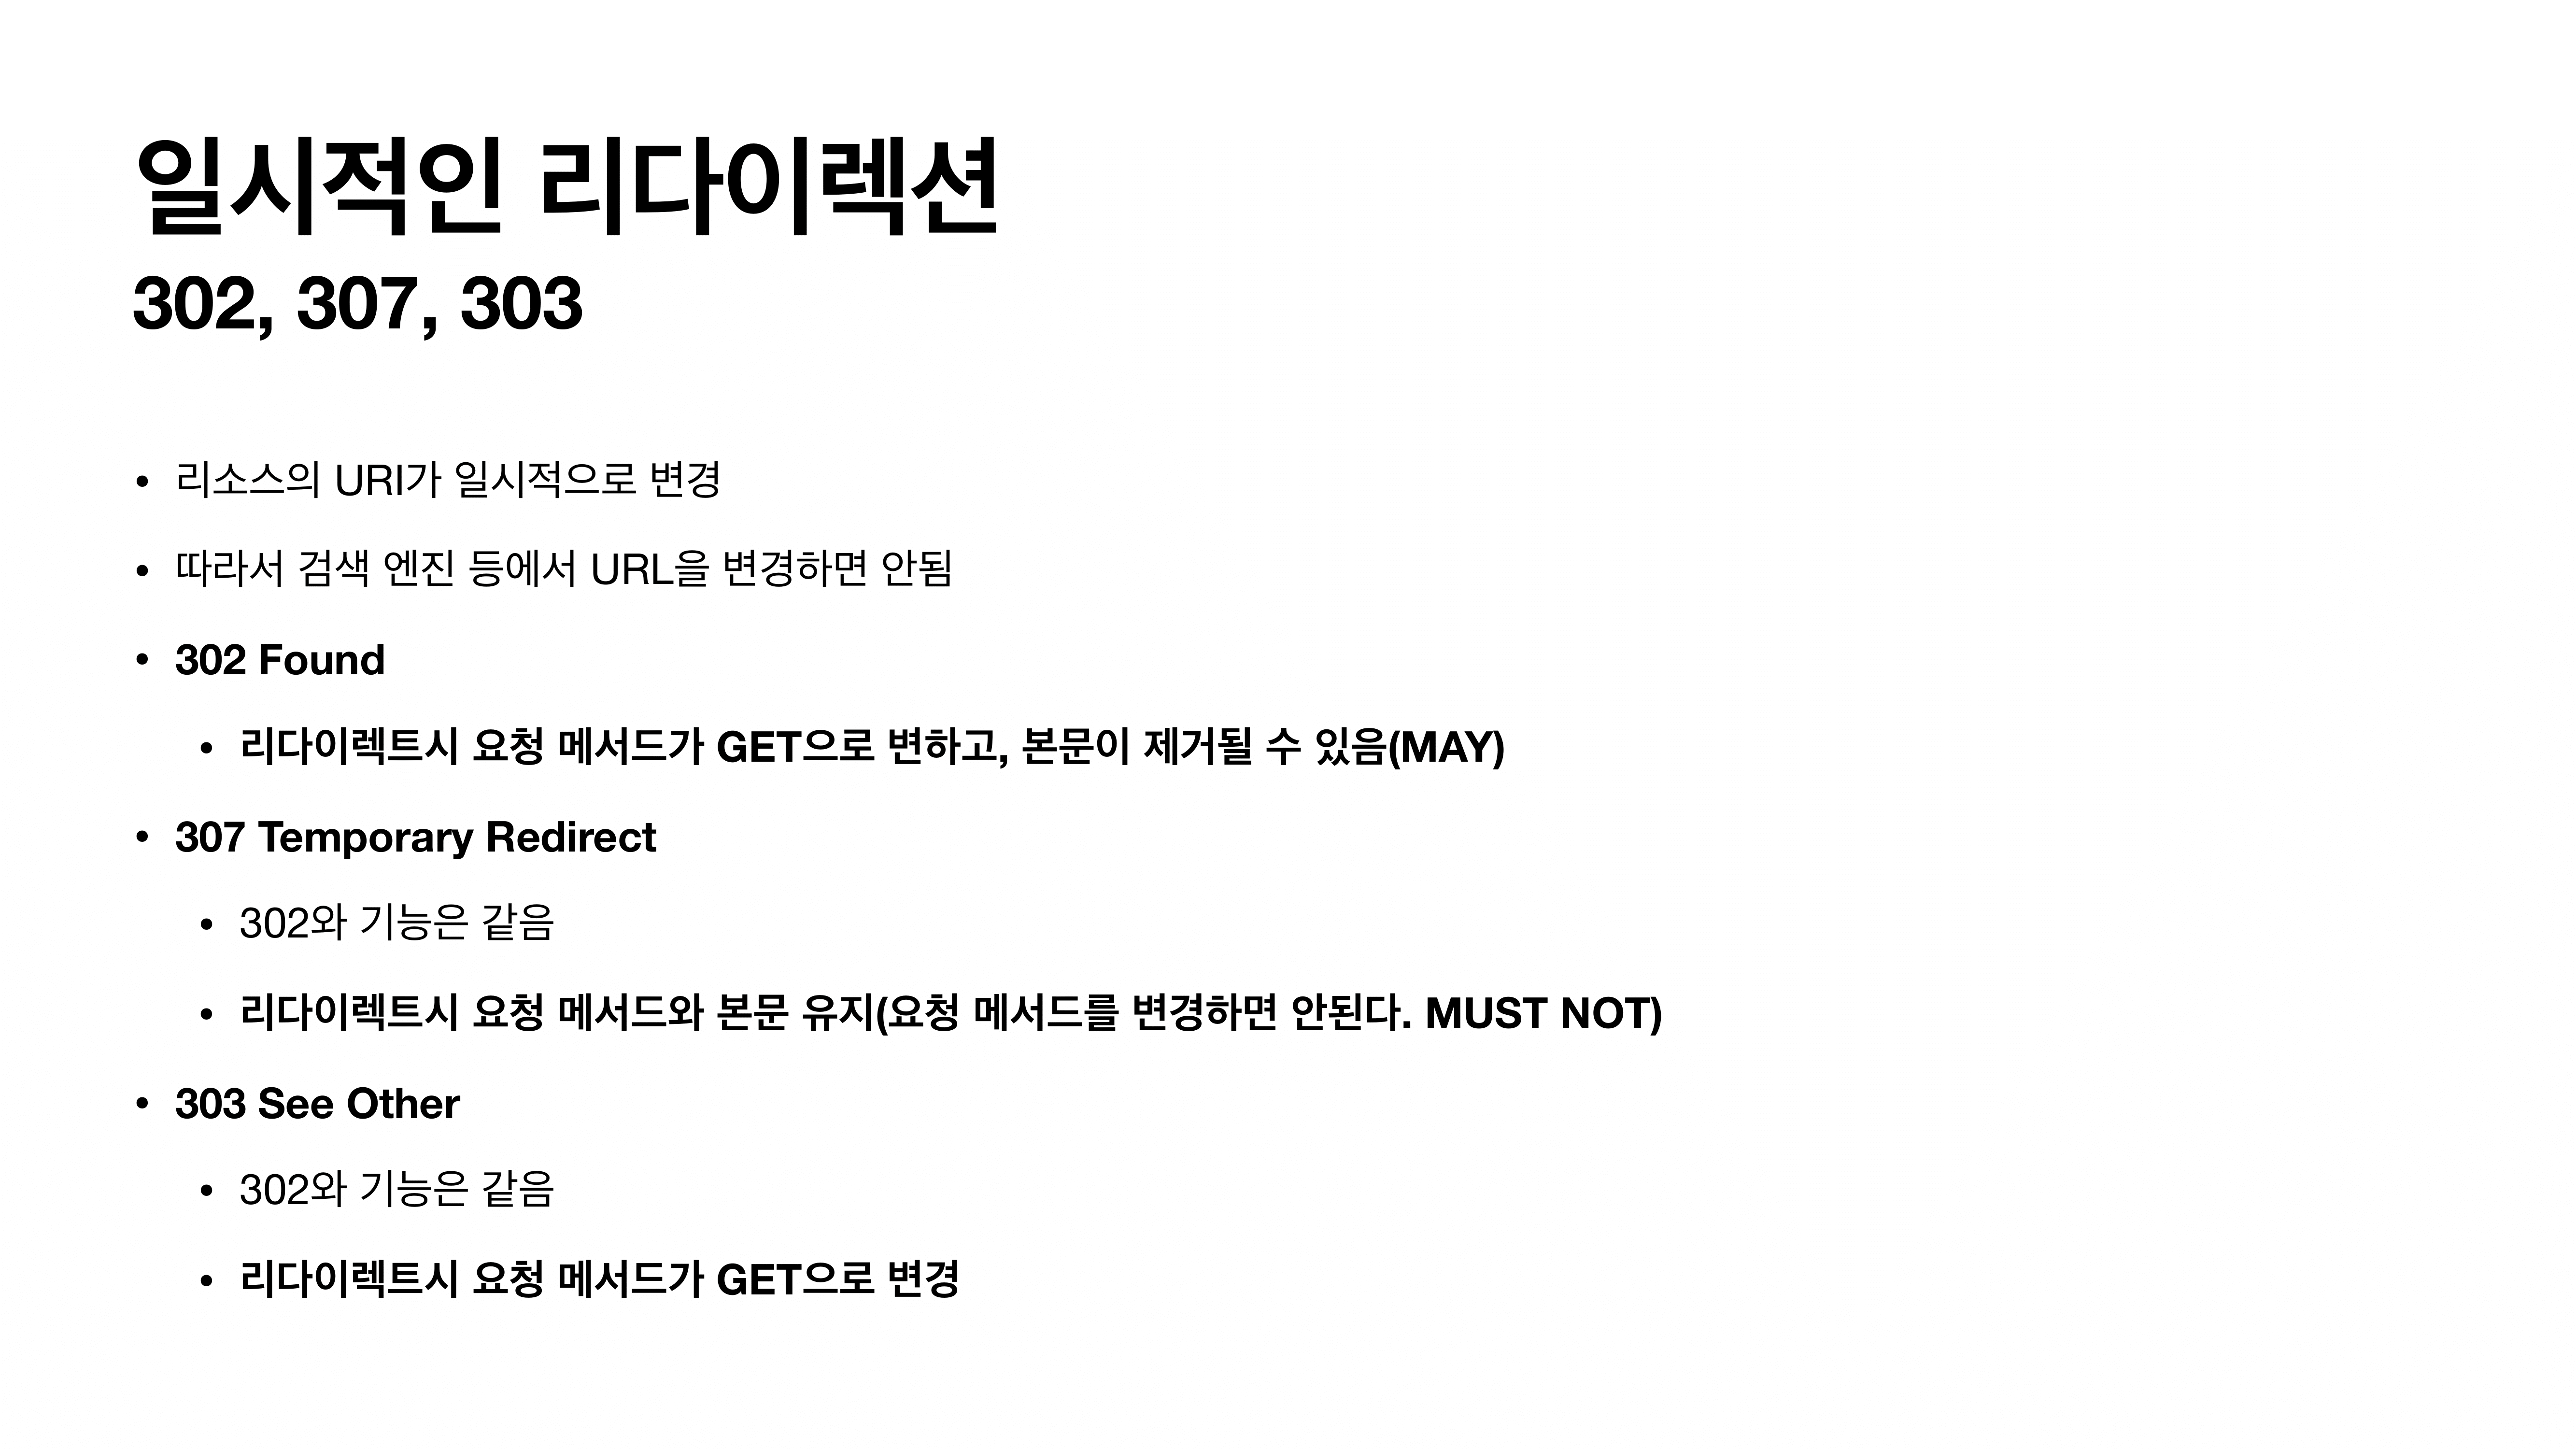 일시적인 리다이렉션
302, 307, 303
• 리소스의 URI가 일시적으로 변경
• 따라서 검색 엔진 등에서 URL을 변경하면 안됨
• 302 Found
• 리다이렉트시 요청 메서드가 GET으로 변하고, 본문이 제거될 수 있음(MAY)
• 307 Temporary Redirect
• 302와 기능은 같음
• 리다이렉트시 요청 메서드와 본문 유지(요청 메서드를 변경하면 안된다. MUST NOT)
• 303 See Other
• 302와 기능은 같음
• 리다이렉트시 요청 메서드가 GET으로 변경